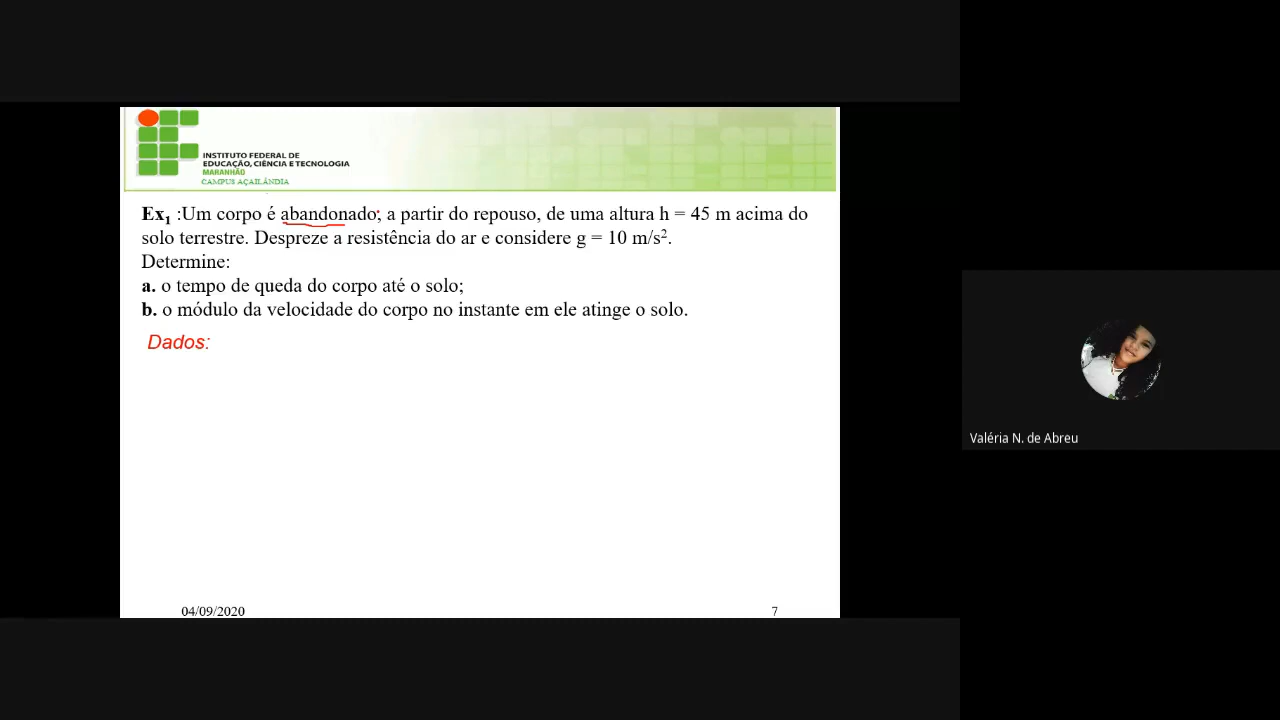 INSTITUTO FEDERAL DE
EDUCAÇÃO, CIÊNCIA E TECNOLOGIA
MARANHÃO
CAMPUS AÇAILÂNDIA
Ex1 :Um corpo é abandonado, a partir do repouso, de uma altura h = 45 m acima do
solo terrestre. Despreze a resistência do ar e considere g = 10 m/s².
Determine:
a. o tempo de queda do corpo até o solo;
b. o módulo da velocidade do corpo no instante em ele atinge o solo.
Dados:
04/09/2020
7
Valéria N. de Abreu